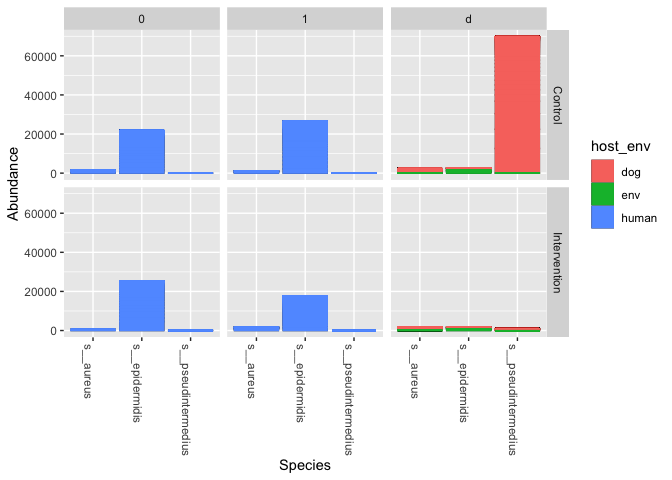 0 1 d
60000
40000
20000
0
Control
60000
40000
20000
0
Intervention
Abundance
s__aureus
s__epidermidis
s__pseudintermedius
s__aureus
s__epidermidis
s__pseudintermedius
s__aureus
s__epidermidis
s__pseudintermedius
Species
host_env
dog
env
human